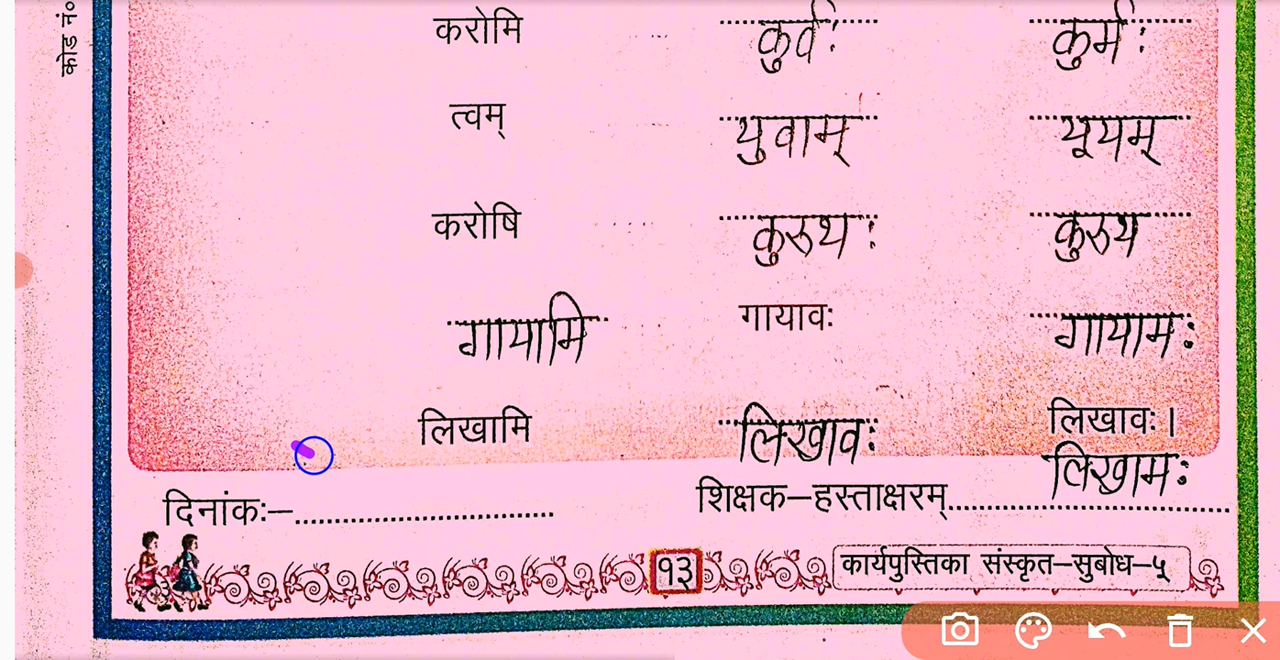 कोड नं०
करोमि कुर्वः कुर्मः
त्वम् युवाम् यूयम्
करोषि कुरुथः कुरुथ
गायामि गायावः गायामः
लिखामि लिखावः लिखावः।
लिखामः
दिनांकः–.............................. शिक्षक–हस्ताक्षरम्..............................
१३ कार्यपुस्तिका संस्कृत–सुबोध–५